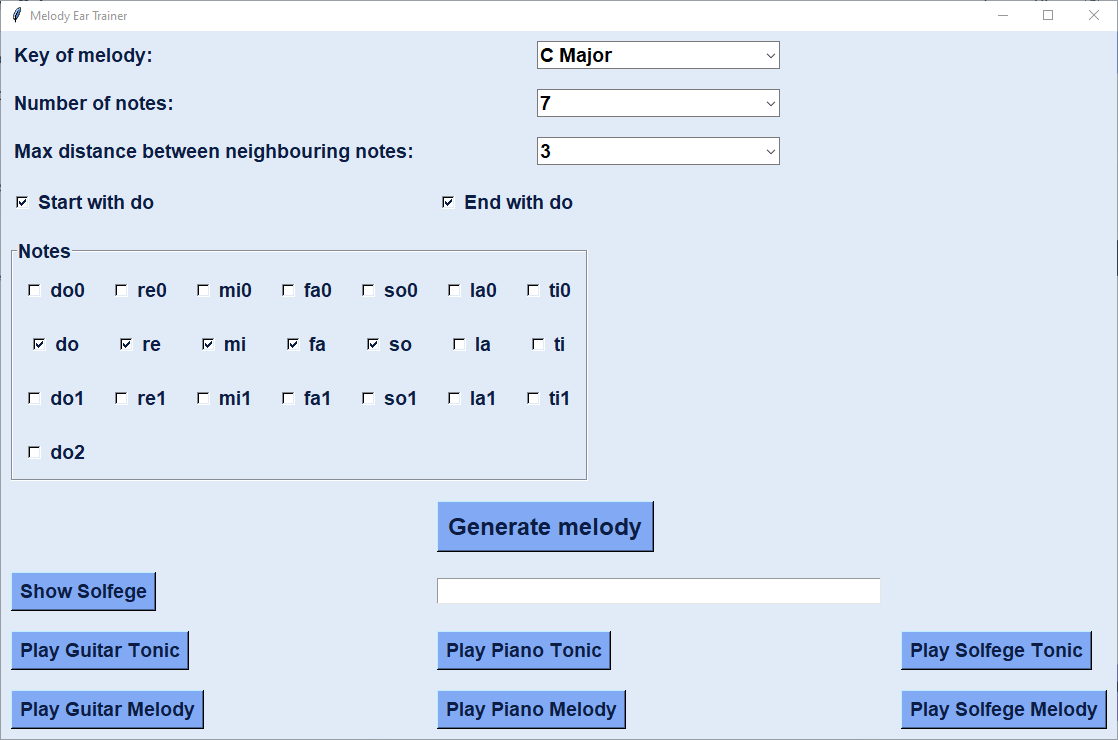 Melody Ear Trainer
Key of melody: C Major
Number of notes: 7
Max distance between neighbouring notes: 3
Start with do End with do
Notes
do0 re0 mi0 fa0 so0 la0 ti0
do re mi fa so la ti
do1 re1 mi1 fa1 so1 la1 ti1
do2
Generate melody
Show Solfege
Play Guitar Tonic Play Piano Tonic Play Solfege Tonic
Play Guitar Melody Play Piano Melody Play Solfege Melody